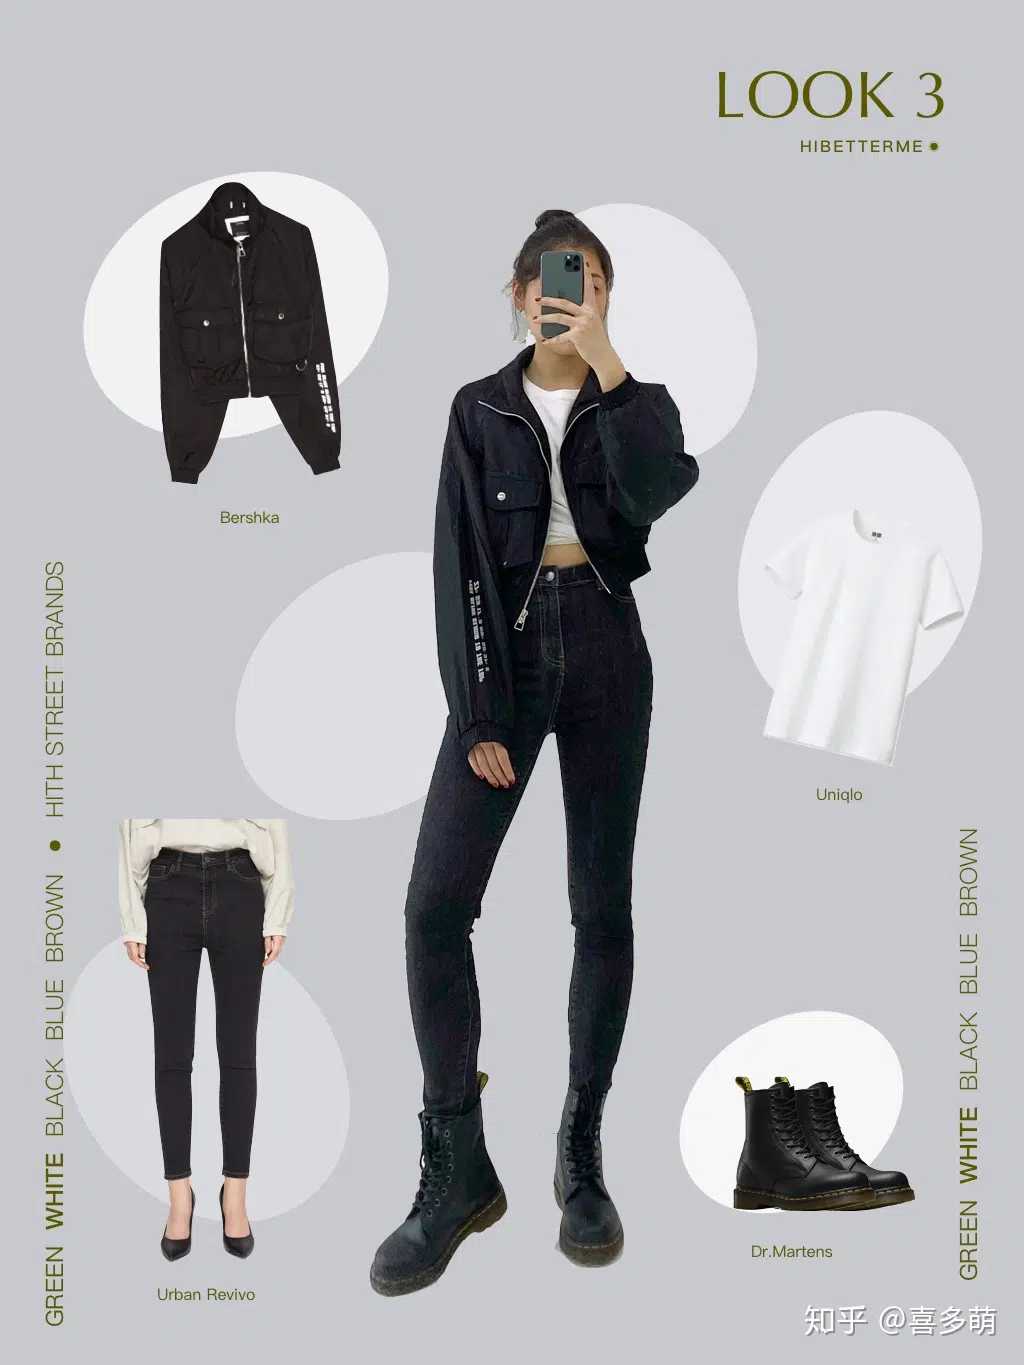 LOOK 3
HIBETTERME
Bershka
Uniqlo
HITH STREET BRANDS
GREEN WHITE BLACK BLUE BROWN
GREEN WHITE BLACK BLUE BROWN
Urban Revivo
Dr.Martens
知乎 @喜多萌